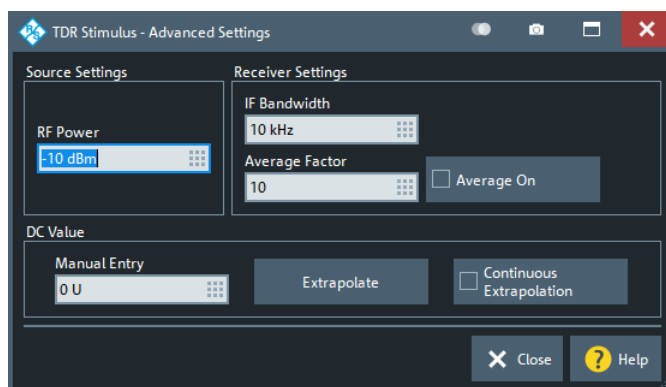 TDR Stimulus - Advanced Settings
Source Settings
Receiver Settings
RF Power
-10 dBm
IF Bandwidth
10 kHz
Average Factor
10
Average On
DC Value
Manual Entry
0 U
Extrapolate
Continuous
Extrapolation
Close
? Help